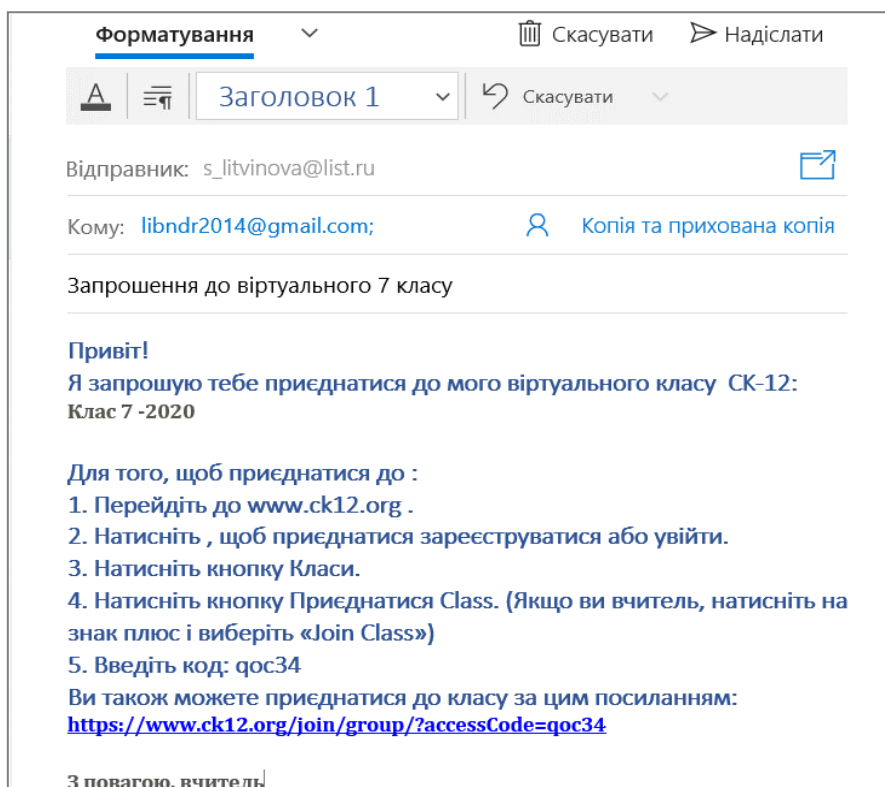 Форматування
Скасувати Надіслати
A Заголовок 1 Скасувати
Відправник: s_litvinova@list.ru
Кому: libndr2014@gmail.com; Копія та прихована копія
Запрошення до віртуального 7 класу
Привіт!
Я запрошую тебе приєднатися до мого віртуального класу СК-12:
Клас 7 -2020
Для того, щоб приєднатися до :
1. Перейдіть до www.ck12.org .
2. Натисніть , щоб приєднатися зареєструватися або увійти.
3. Натисніть кнопку Класи.
4. Натисніть кнопку Приєднатися Class. (Якщо ви вчитель, натисніть на
знак плюс і виберіть «Join Class»)
5. Введіть код: qoc34
Ви також можете приєднатися до класу за цим посиланням:
https://www.ck12.org/join/group/?accessCode=qoc34
З повагою, вчитель